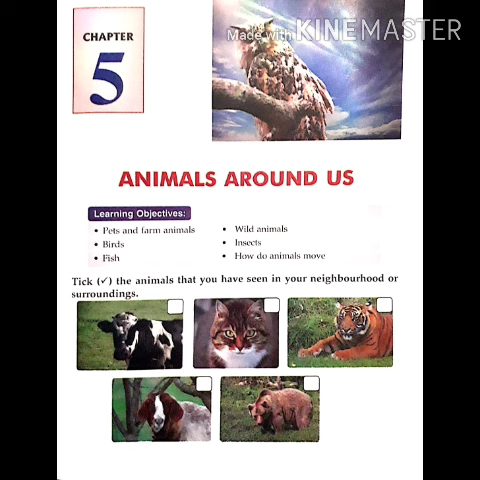 Made with KINEMASTER
CHAPTER
5
ANIMALS AROUND US
Learning Objectives:
• Pets and farm animals
• Birds
• Fish
• Wild animals
• Insects
• How do animals move
Tick (✓) the animals that you have seen in your neighbourhood or
surroundings.